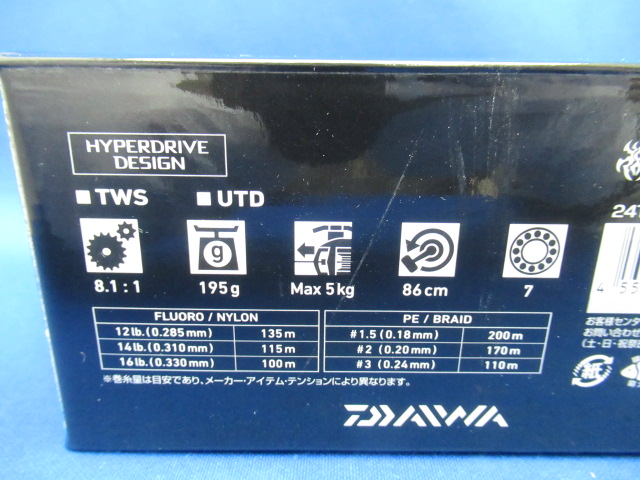 HYPERDRIVE
DESIGN
■TWS ■UTD
g
8.1:1 195g Max 5kg 86cm 7
FLUORO / NYLON
12lb.(0.285mm) 135m
14lb.(0.310mm) 115m
16lb.(0.330mm) 100m
PE / BRAID
#1.5 (0.18mm) 200m
#2 (0.20mm) 170m
#3 (0.24mm) 110m
※巻糸量は目安であり、メーカー・アイテム・テンションにより異なります。
DAIWA
24T
4 55
お客様センタ
お問い合わせ
(土・日・祝祭日
紙